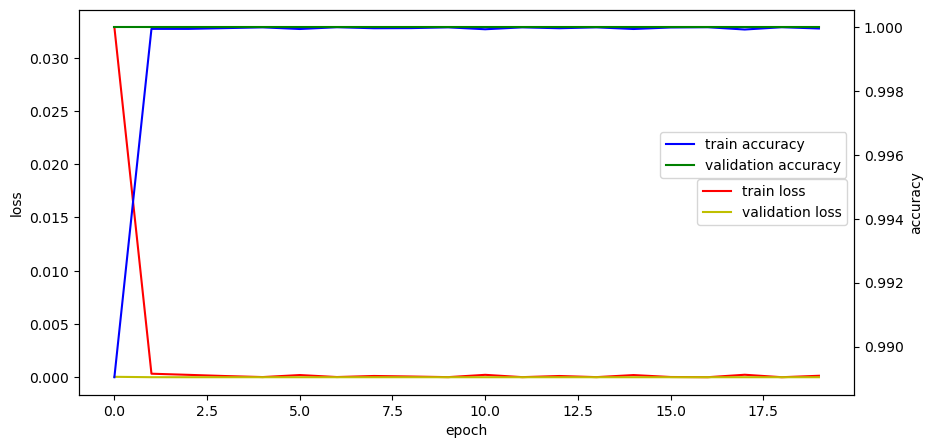 0.030
0.025
0.020
0.015
0.010
0.005
0.000
loss
1.000
0.998
0.996
0.994
0.992
0.990
accuracy
train accuracy
validation accuracy
train loss
validation loss
0.0 2.5 5.0 7.5 10.0 12.5 15.0 17.5
epoch